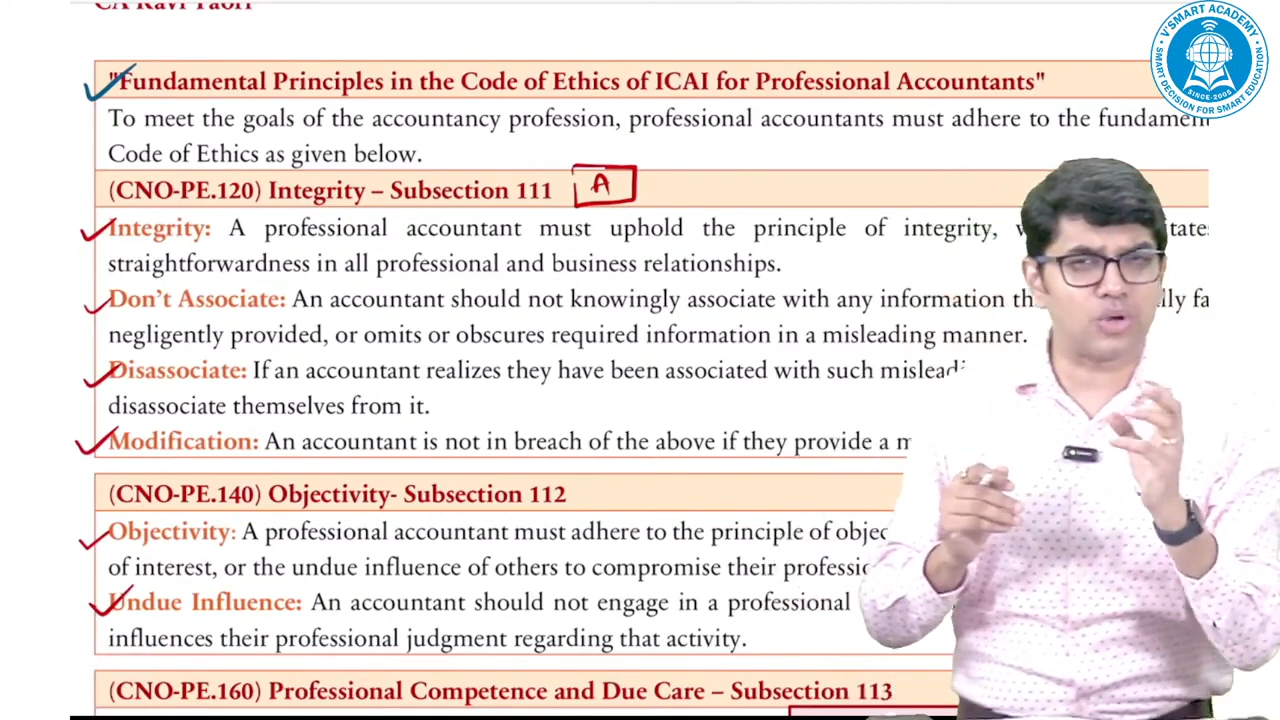 CA Ravi Taori
V'SMART ACADEMY
SMART DECISION FOR SMART EDUCATION
SINCE-2005
"Fundamental Principles in the Code of Ethics of ICAI for Professional Accountants"
To meet the goals of the accountancy profession, professional accountants must adhere to the
Code of Ethics as given below.
(CNO-PE.120) Integrity – Subsection 111 A
Integrity: A professional accountant must uphold the principle of integrity,
straightforwardness in all professional and business relationships.
Don't Associate: An accountant should not knowingly associate with any information
negligently provided, or omits or obscures required information in a misleading manner.
Disassociate: If an accountant realizes they have been associated with such
disassociate themselves from it.
Modification: An accountant is not in breach of the above if they provide a
(CNO-PE.140) Objectivity- Subsection 112
Objectivity: A professional accountant must adhere to the principle of
of interest, or the undue influence of others to compromise their
Undue Influence: An accountant should not engage in a professional
influences their professional judgment regarding that activity.
(CNO-PE.160) Professional Competence and Due Care – Subsection 113